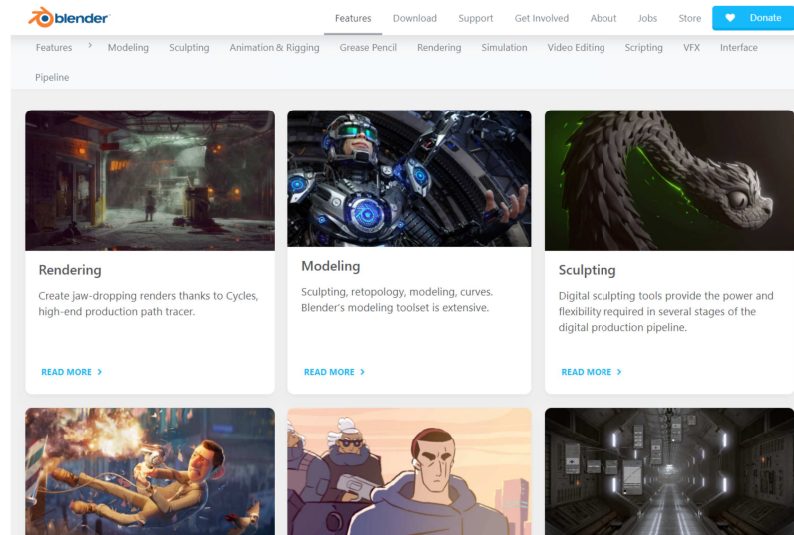 blender
Features Download Support Get Involved About Jobs Store Donate
Features > Modeling Sculpting Animation & Rigging Grease Pencil Rendering Simulation Video Editing Scripting VFX Interface
Pipeline
Rendering
Create jaw-dropping renders thanks to Cycles,
high-end production path tracer.
READ MORE >
Modeling
Sculpting, retopology, modeling, curves.
Blender's modeling toolset is extensive.
READ MORE >
Sculpting
Digital sculpting tools provide the power and
flexibility required in several stages of the
digital production pipeline.
READ MORE >